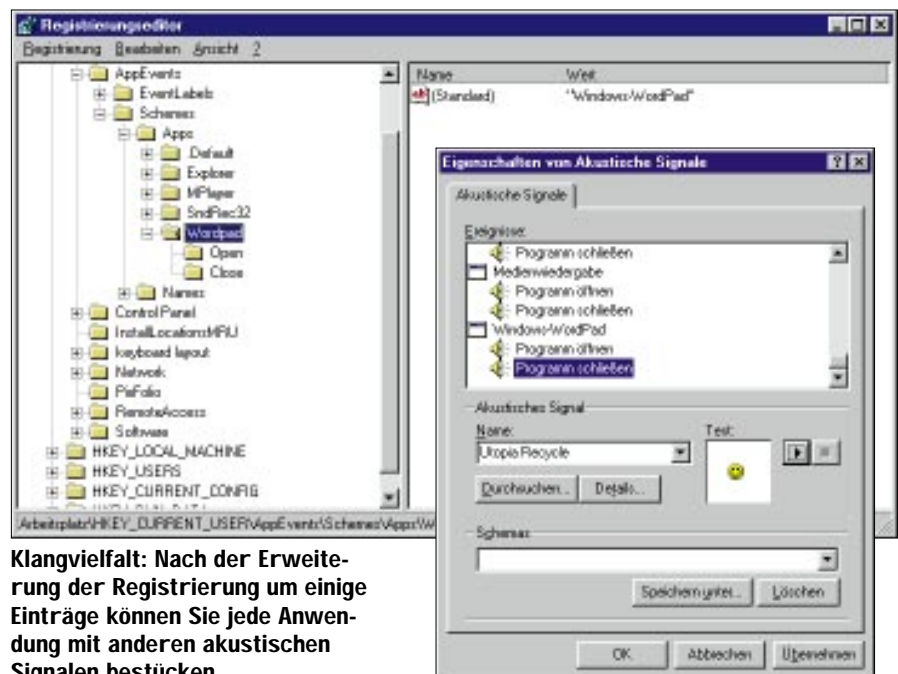 Registrierungseditor
Registrierung Bearbeiten Ansicht ?
AppEvents
EventLabels
Schemes
Apps
.Default
Explorer
MPlayer
SndRec32
Wordpad
Open
Close
Names
Control Panel
InstallLocationsMRU
keyboard layout
Network
PieFolio
RemoteAccess
Software
HKEY_LOCAL_MACHINE
HKEY_USERS
HKEY_CURRENT_CONFIG
Arbeitsplatz\HKEY_CURRENT_USER\AppEvents\Schemes\Apps\W
Name Wert
ab (Standard) "Windows-WordPad"
Eigenschaften von Akustische Signale
Akustische Signale
Ereignisse:
Programm schließen
Medienwiedergabe
Programm öffnen
Programm schließen
Windows-WordPad
Programm öffnen
Programm schließen
Akustisches Signal
Name: Test:
Utopia Recycle
Durchsuchen... Details...
Schemas
Speichern unter... Löschen
OK Abbrechen Übernehmen
Klangvielfalt: Nach der Erweite-
rung der Registrierung um einige
Einträge können Sie jede Anwen-
dung mit anderen akustischen
Signalen bestücken